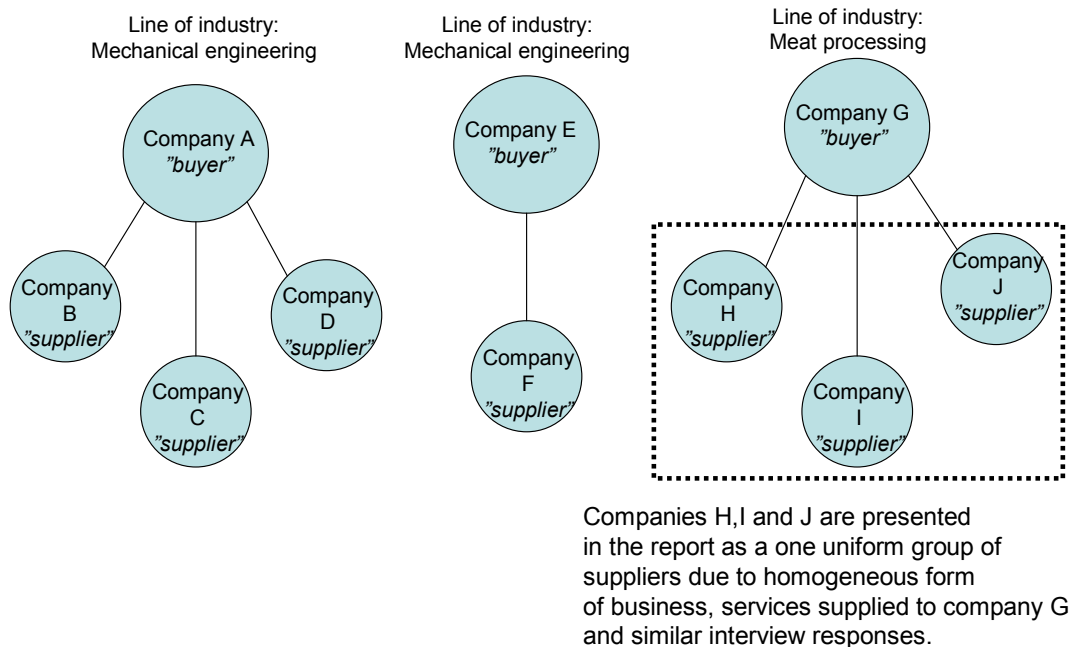 Line of industry:
Mechanical engineering
Company A
”buyer”
Company
B
”supplier”
Company
C
”supplier”
Company
D
”supplier”
Line of industry:
Mechanical engineering
Company E
”buyer”
Company
F
”supplier”
Line of industry:
Meat processing
Company G
”buyer”
Company
H
”supplier”
Company
I
”supplier”
Company
J
”supplier”
Companies H,I and J are presented
in the report as a one uniform group of
suppliers due to homogeneous form
of business, services supplied to company G
and similar interview responses.